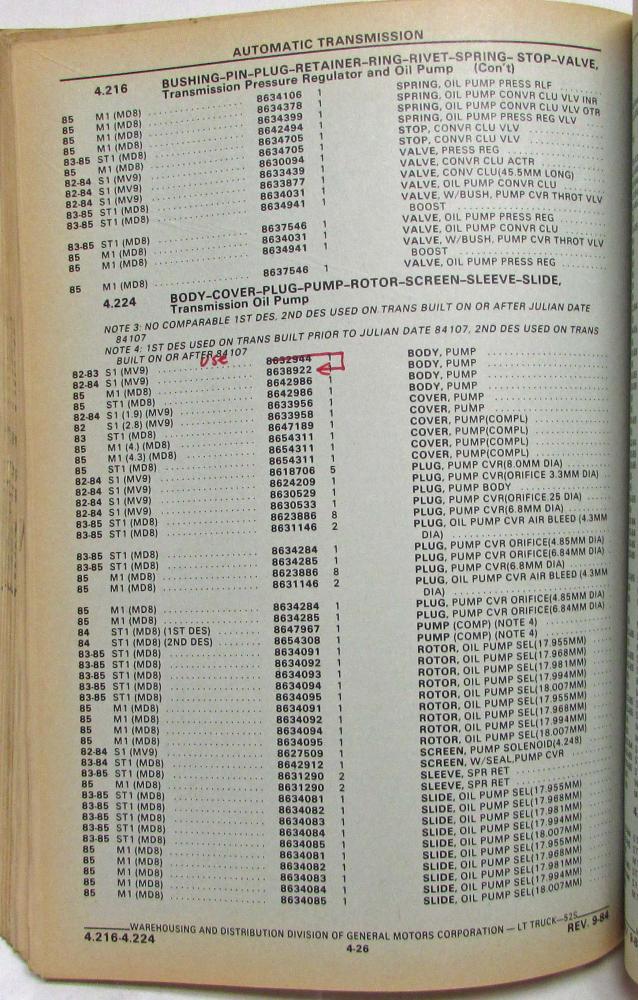 AUTOMATIC TRANSMISSION
4.216 BUSHING–PIN–PLUG–RETAINER–RING–RIVET–SPRING– STOP–VALVE,
Transmission Pressure Regulator and Oil Pump (Con't)
85 M1 (MD8) 8634106 1 SPRING, OIL PUMP PRESS RLF
85 M1 (MD8) 8634378 1 SPRING, OIL PUMP CONVR CLU VLV INR
85 M1 (MD8) 8634399 1 SPRING, OIL PUMP CONVR CLU VLV OTR
85 M1 (MD8) 8642494 1 SPRING, OIL PUMP PRESS REG VLV
83-85 ST1 (MD8) 8634705 1 STOP, CONVR CLU VLV
85 M1 (MD8) 8634705 1 STOP, CONVR CLU VLV
82-84 S1 (MV9) 8630094 1 VALVE, PRESS REG
82-84 S1 (MV9) 8633439 1 VALVE, CONVR CLU ACTR
82-84 S1 (MV9) 8633877 1 VALVE, CONV CLU(45.5MM LONG)
83-85 ST1 (MD8) 8634031 1 VALVE, OIL PUMP CONVR CLU
83-85 ST1 (MD8) 8634941 1 VALVE, W/BUSH, PUMP CVR THROT VLV
BOOST
83-85 ST1 (MD8) 8637546 1 VALVE, OIL PUMP PRESS REG
85 M1 (MD8) 8634031 1 VALVE, OIL PUMP CONVR CLU
85 M1 (MD8) 8634941 1 VALVE, W/BUSH, PUMP CVR THROT VLV
BOOST
85 M1 (MD8) 8637546 1 VALVE, OIL PUMP PRESS REG
4.224 BODY–COVER–PLUG–PUMP–ROTOR–SCREEN–SLEEVE–SLIDE,
Transmission Oil Pump
NOTE 3: NO COMPARABLE 1ST DES, 2ND DES USED ON TRANS BUILT ON OR AFTER JULIAN DATE
84107
NOTE 4: 1ST DES USED ON TRANS BUILT PRIOR TO JULIAN DATE 84107, 2ND DES USED ON TRANS
BUILT ON OR AFTER 84107
use
82-83 S1 (MV9) 8632944 1 BODY, PUMP
82-84 S1 (MV9) 8638922 BODY, PUMP
85 M1 (MD8) 8642986 1 BODY, PUMP
85 ST1 (MD8) 8642986 1 BODY, PUMP
82-84 S1 (1.9) (MV9) 8633956 1 COVER, PUMP
82 S1 (2.8) (MV9) 8633958 1 COVER, PUMP
83 ST1 (MD8) 8647189 1 COVER, PUMP(COMPL)
85 M1 (4.) (MD8) 8654311 1 COVER, PUMP(COMPL)
85 M1 (4.3) (MD8) 8654311 1 COVER, PUMP(COMPL)
85 ST1 (MD8) 8654311 1 COVER, PUMP(COMPL)
82-84 S1 (MV9) 8618706 5 PLUG, PUMP CVR(8.0MM DIA)
82-84 S1 (MV9) 8624209 1 PLUG, PUMP CVR(ORIFICE 3.3MM DIA)
82-84 S1 (MV9) 8630529 1 PLUG, PUMP BODY
82-84 S1 (MV9) 8630533 1 PLUG, PUMP CVR(ORIFICE 25 DIA)
83-85 ST1 (MD8) 8623886 8 PLUG, PUMP CVR(6.8MM DIA)
83-85 ST1 (MD8) 8631146 2 PLUG, OIL PUMP CVR AIR BLEED (4.3MM
DIA)
83-85 ST1 (MD8) 8634284 1 PLUG, PUMP CVR ORIFICE(4.85MM DIA)
83-85 ST1 (MD8) 8634285 1 PLUG, PUMP CVR ORIFICE(6.84MM DIA)
85 M1 (MD8) 8623886 8 PLUG, PUMP CVR(6.8MM DIA)
85 M1 (MD8) 8631146 2 PLUG, OIL PUMP CVR AIR BLEED (4.3MM
DIA)
85 M1 (MD8) 8634284 1 PLUG, PUMP CVR ORIFICE(4.85MM DIA)
85 M1 (MD8) 8634285 1 PLUG, PUMP CVR ORIFICE(6.84MM DIA)
84 ST1 (MD8) (1ST DES) 8647967 1 PUMP (COMP) (NOTE 4)
84 ST1 (MD8) (2ND DES) 8654308 1 PUMP (COMP) (NOTE 4)
83-85 ST1 (MD8) 8634091 1 ROTOR, OIL PUMP SEL(17.955MM)
83-85 ST1 (MD8) 8634092 1 ROTOR, OIL PUMP SEL(17.968MM)
83-85 ST1 (MD8) 8634093 1 ROTOR, OIL PUMP SEL(17.981MM)
83-85 ST1 (MD8) 8634094 1 ROTOR, OIL PUMP SEL(17.994MM)
83-85 ST1 (MD8) 8634095 1 ROTOR, OIL PUMP SEL(18.007MM)
85 M1 (MD8) 8634091 1 ROTOR, OIL PUMP SEL(17.955MM)
85 M1 (MD8) 8634092 1 ROTOR, OIL PUMP SEL(17.968MM)
85 M1 (MD8) 8634094 1 ROTOR, OIL PUMP SEL(17.994MM)
85 M1 (MD8) 8634095 1 ROTOR, OIL PUMP SEL(18.007MM)
82-84 S1 (MV9) 8627509 1 SCREEN, PUMP SOLENOID(4.248)
83-84 ST1 (MD8) 8642912 1 SCREEN, W/SEAL,PUMP CVR
83-85 ST1 (MD8) 8631290 2 SLEEVE, SPR RET
85 M1 (MD8) 8631290 2 SLEEVE, SPR RET
83-85 ST1 (MD8) 8634081 1 SLIDE, OIL PUMP SEL(17.955MM)
83-85 ST1 (MD8) 8634082 1 SLIDE, OIL PUMP SEL(17.968MM)
83-85 ST1 (MD8) 8634083 1 SLIDE, OIL PUMP SEL(17.981MM)
83-85 ST1 (MD8) 8634084 1 SLIDE, OIL PUMP SEL(17.994MM)
83-85 ST1 (MD8) 8634085 1 SLIDE, OIL PUMP SEL(18.007MM)
85 M1 (MD8) 8634081 1 SLIDE, OIL PUMP SEL(17.955MM)
85 M1 (MD8) 8634082 1 SLIDE, OIL PUMP SEL(17.968MM)
85 M1 (MD8) 8634083 1 SLIDE, OIL PUMP SEL(17.981MM)
85 M1 (MD8) 8634084 1 SLIDE, OIL PUMP SEL(17.994MM)
85 M1 (MD8) 8634085 1 SLIDE, OIL PUMP SEL(18.007MM)
WAREHOUSING AND DISTRIBUTION DIVISION OF GENERAL MOTORS CORPORATION — LT TRUCK—52S
4.216-4.224 4-26 REV. 9-84